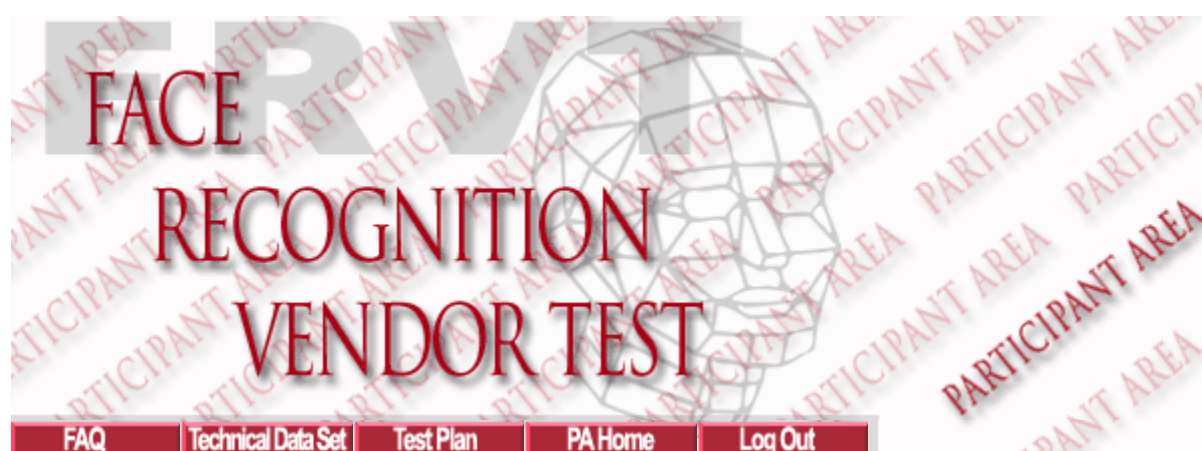 FRVT
FACE
RECOGNITION
VENDOR TEST
PARTICIPANT AREA
FAQ Technical Data Set Test Plan PA Home Log Out